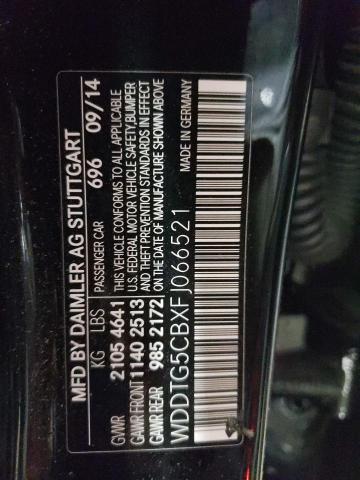 MFD BY DAIMLER AG STUTTGART
PASSENGER CAR 696 09/14
KG LBS
GVWR 2105 4641
GAWR FRONT 1140 2513
GAWR REAR 985 2172
THIS VEHICLE CONFORMS TO ALL APPLICABLE
U.S. FEDERAL MOTOR VEHICLE SAFETY,BUMPER
AND THEFT PREVENTION STANDARDS IN EFFECT
ON THE DATE OF MANUFACTURE SHOWN ABOVE
WDDTG5CBXFJ066521
MADE IN GERMANY